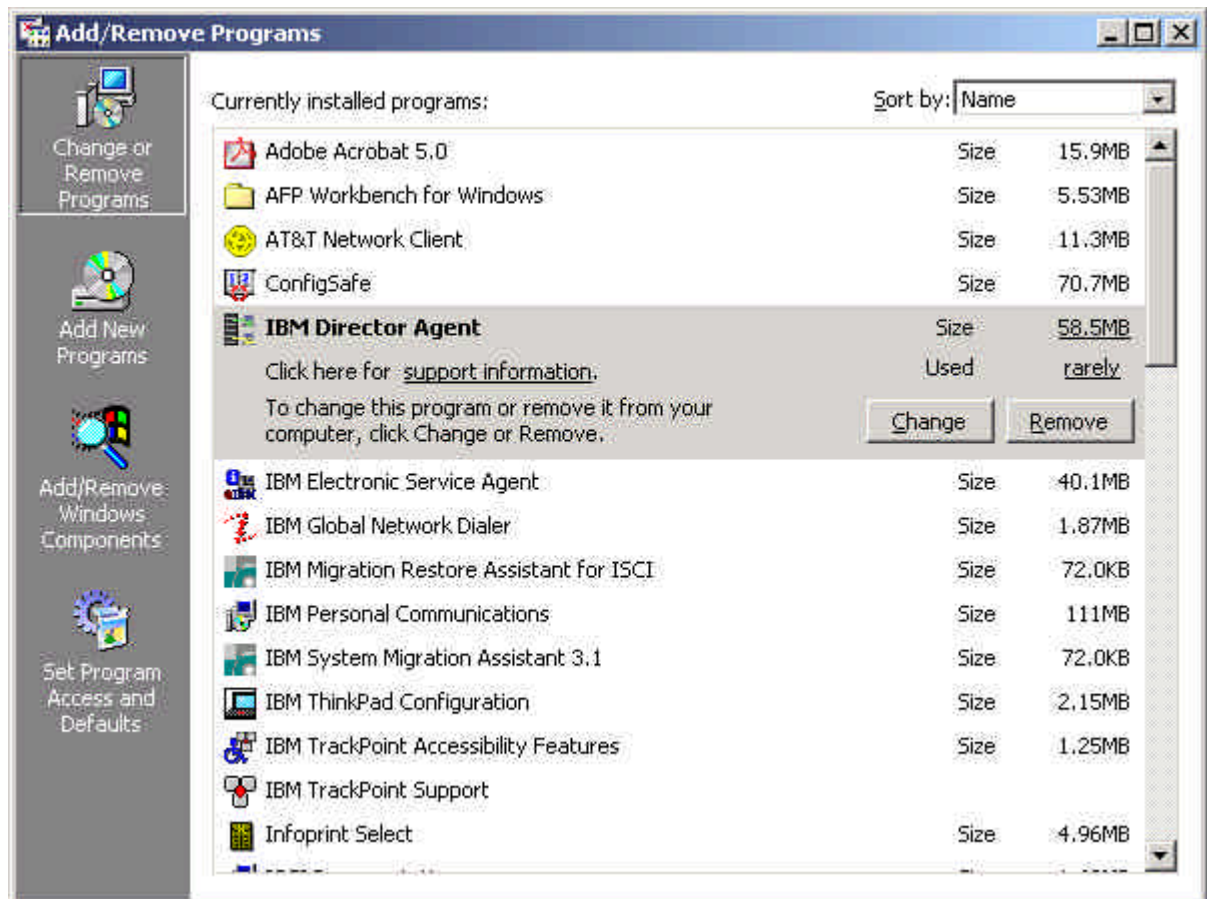 Add/Remove Programs
Change or
Remove
Programs
Add New
Programs
Add/Remove
Windows
Components
Set Program
Access and
Defaults
Currently installed programs:
Sort by: Name
Adobe Acrobat 5.0 Size 15.9MB
AFP Workbench for Windows Size 5.53MB
AT&T Network Client Size 11.3MB
ConfigSafe Size 70.7MB
IBM Director Agent Size 58.5MB
Click here for support information. Used rarely
To change this program or remove it from your
computer, click Change or Remove.
Change Remove
IBM Electronic Service Agent Size 40.1MB
IBM Global Network Dialer Size 1.87MB
IBM Migration Restore Assistant for ISCI Size 72.0KB
IBM Personal Communications Size 111MB
IBM System Migration Assistant 3.1 Size 72.0KB
IBM ThinkPad Configuration Size 2.15MB
IBM TrackPoint Accessibility Features Size 1.25MB
IBM TrackPoint Support
Infoprint Select Size 4.96MB